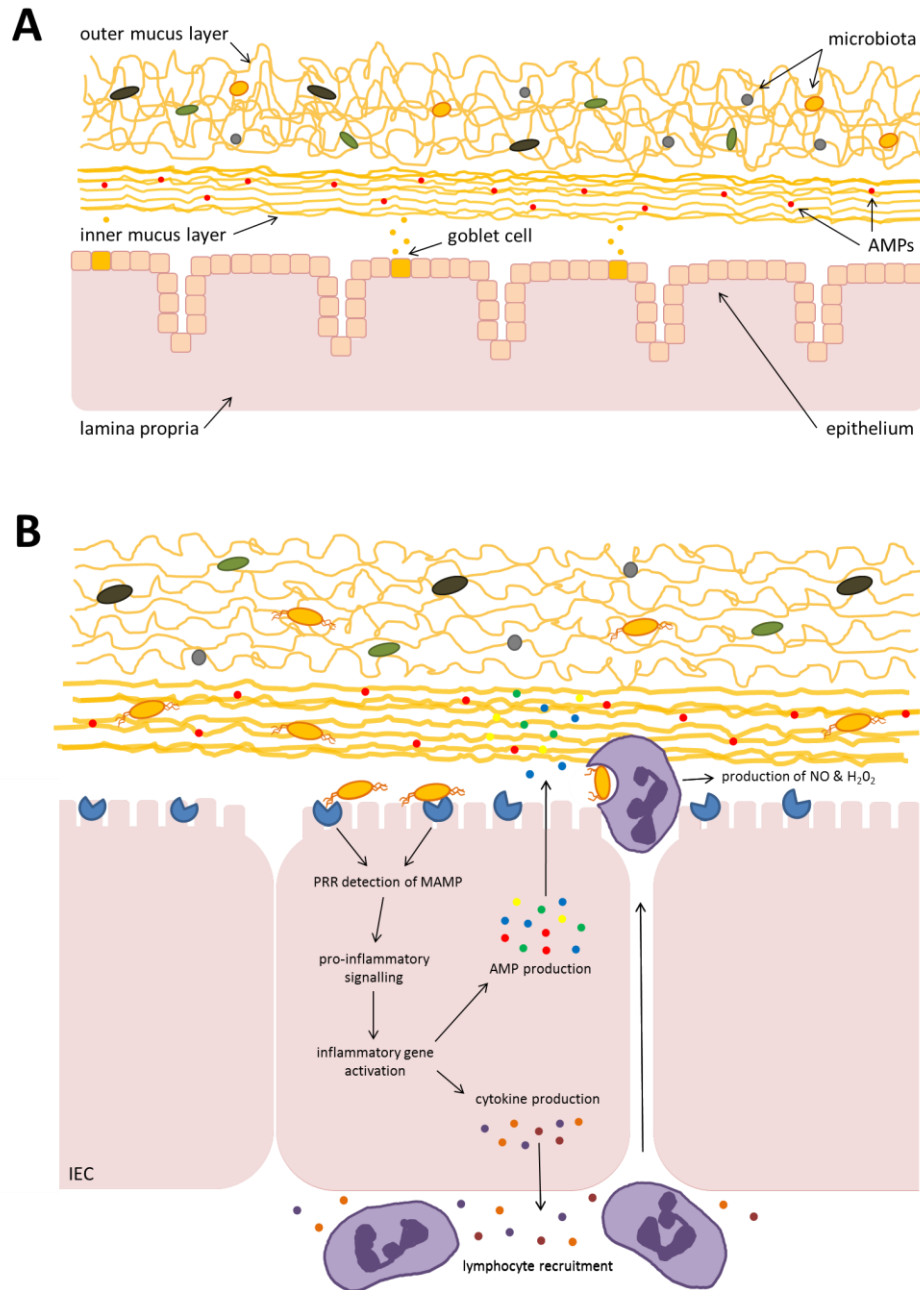 A
outer mucus layer
microbiota
inner mucus layer
goblet cell
AMPs
lamina propria
epithelium
B
production of NO & H₂O₂
PRR detection of MAMP
pro-inflammatory
signalling
AMP production
inflammatory gene
activation
cytokine production
IEC
lymphocyte recruitment